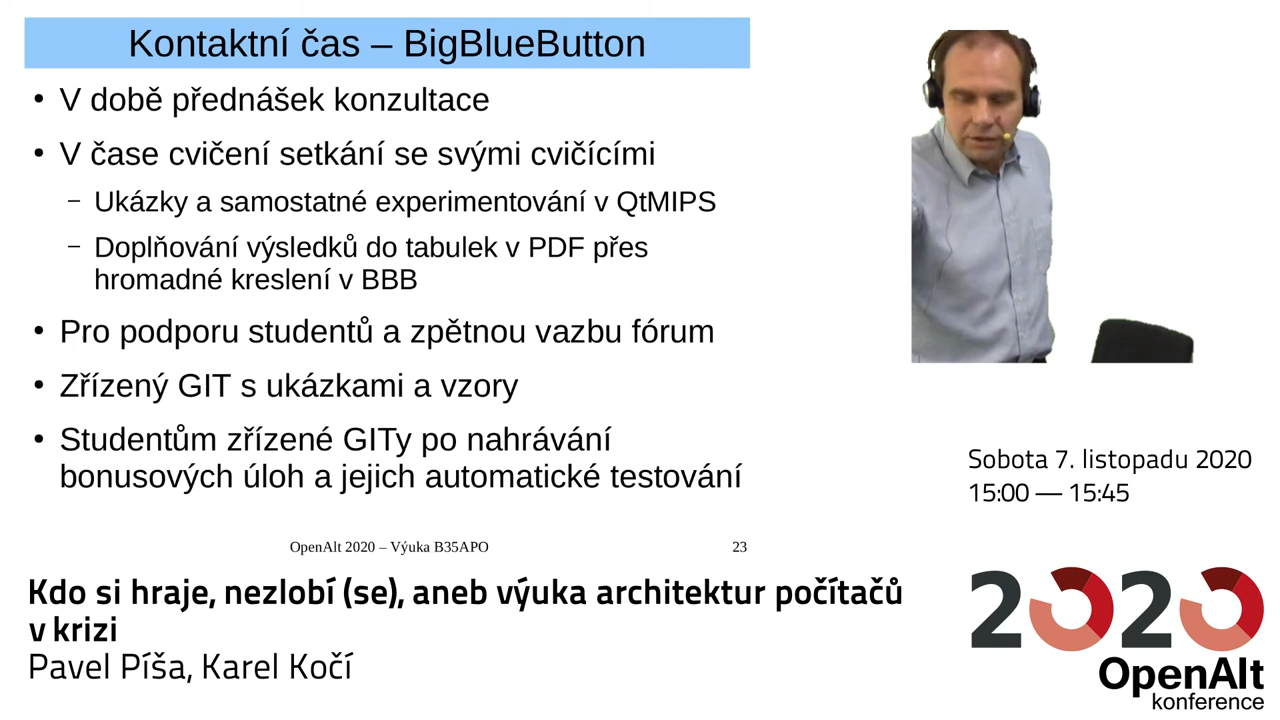 Kontaktní čas – BigBlueButton
• V době přednášek konzultace
• V čase cvičení setkání se svými cvičícími
– Ukázky a samostatné experimentování v QtMIPS
– Doplňování výsledků do tabulek v PDF přes
hromadné kreslení v BBB
• Pro podporu studentů a zpětnou vazbu fórum
• Zřízený GIT s ukázkami a vzory
• Studentům zřízené GITy po nahrávání
bonusových úloh a jejich automatické testování
OpenAlt 2020 – Výuka B35APO
23
Sobota 7. listopadu 2020
15:00 — 15:45
Kdo si hraje, nezlobí (se), aneb výuka architektur počítačů
v krizi
Pavel Píša, Karel Kočí
2020
OpenAlt
konference